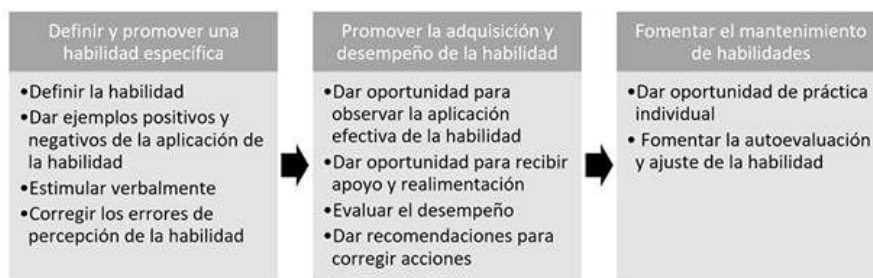 Definir y promover una
habilidad específica
•Definir la habilidad
•Dar ejemplos positivos y
negativos de la aplicación de
la habilidad
•Estimular verbalmente
•Corregir los errores de
percepción de la habilidad
Promover la adquisición y
desempeño de la habilidad
•Dar oportunidad para
observar la aplicación
efectiva de la habilidad
•Dar oportunidad para recibir
apoyo y realimentación
•Evaluar el desempeño
•Dar recomendaciones para
corregir acciones
Fomentar el mantenimiento
de habilidades
•Dar oportunidad de práctica
individual
• Fomentar la autoevaluación
y ajuste de la habilidad